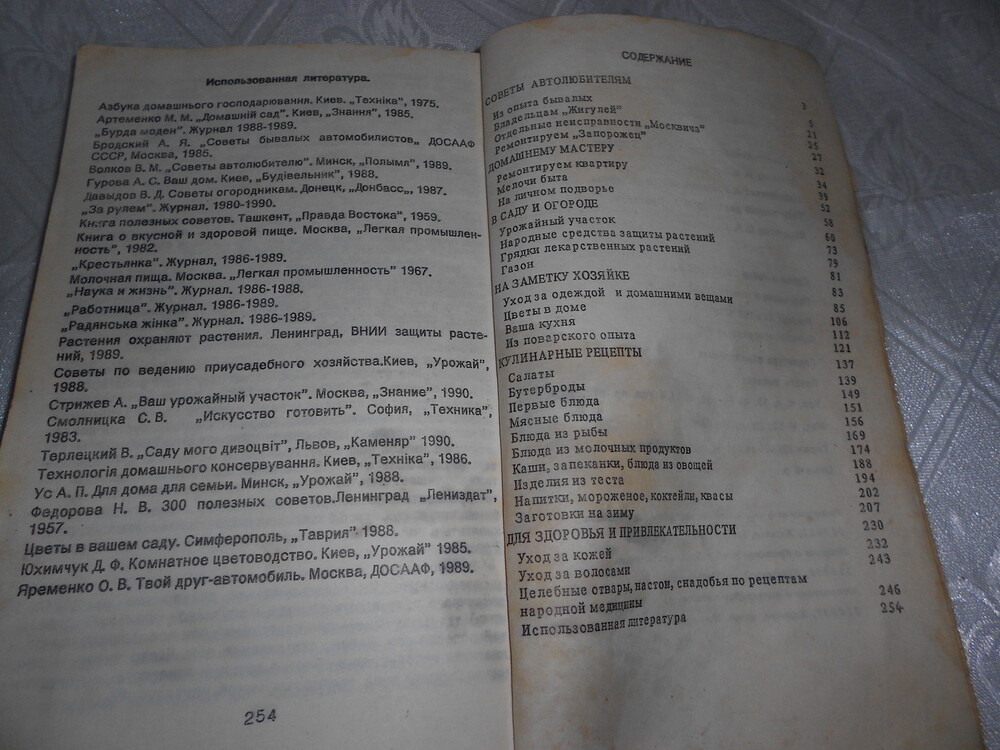 Использованная литература.
Азбука домашнього господарювання. Киев. „Техніка", 1975.
Артеменко М. М. „Домашній сад". Киев, „Знання", 1985.
„Бурда моден". Журнал 1988-1989.
Бродский А. Я. „Советы бывалых автомобилистов„ ДОСААФ
СССР, Москва, 1985.
Волков В. М. „Советы автолюбителю". Минск, „Полымя", 1989.
Гурова А. С. Ваш дом. Киев, „Будівельник", 1988.
Давыдов В. Д. Советы огородникам. Донецк, „Донбасс„, 1987.
„За рулем". Журнал. 1980-1990.
Книга полезных советов. Ташкент, „Правда Востока", 1959.
Книга о вкусной и здоровой пище. Москва, „Легкая промышлен-
ность", 1982.
„Крестьянка". Журнал, 1986-1989.
Молочная пища. Москва. „Легкая промышленность" 1967.
„Наука и жизнь". Журнал. 1986-1988.
„Работница". Журнал. 1986-1989.
„Радянська жінка". Журнал. 1986-1989.
Растения охраняют растения. Ленинград, ВНИИ защиты расте-
ний, 1989.
Советы по ведению приусадебного хозяйства.Киев, „Урожай",
1988.
Стрижев А. „Ваш урожайный участок". Москва, „Знание", 1990.
Смолницка С. В. „Искусство готовить". София, „Техника",
1983.
Терлецкий В. „Саду мого дивоцвіт", Львов, „Каменяр" 1990.
Технологія домашнього консервування. Киев, „Техніка", 1986.
Ус А. П. Для дома для семьи. Минск, „Урожай", 1988.
Федорова Н. В. 300 полезных советов.Ленинград „Лениздат",
1957.
Цветы в вашем саду. Симферополь, „Таврия" 1988.
Юхимчук Д. Ф. Комнатное цветоводство. Киев, „Урожай" 1985.
Яременко О. В. Твой друг-автомобиль. Москва, ДОСААФ, 1989.
254
СОДЕРЖАНИЕ
СОВЕТЫ АВТОЛЮБИТЕЛЯМ 3
Из опыта бывалых
Владельцам „Жигулей" 5
Отдельные неисправности „Москвича" 21
Ремонтируем „Запорожец" 25
ДОМАШНЕМУ МАСТЕРУ 27
Ремонтируем квартиру 32
Мелочи быта 34
На личном подворье 39
В САДУ И ОГОРОДЕ 52
Урожайный участок 58
Народные средства защиты растений 60
Грядки лекарственных растений 73
Газон 79
НА ЗАМЕТКУ ХОЗЯЙКЕ 81
Уход за одеждой и домашними вещами 83
Цветы в доме 85
Ваша кухня 106
Из поварского опыта 112
КУЛИНАРНЫЕ РЕЦЕПТЫ 121
Салаты 137
Бутерброды 139
Первые блюда 149
Мясные блюда 151
Блюда из рыбы 156
Блюда из молочных продуктов 169
Каши, запеканки, блюда из овощей 174
Изделия из теста 188
Напитки, мороженое, коктейли, квасы 194
Заготовки на зиму 202
ДЛЯ ЗДОРОВЬЯ И ПРИВЛЕКАТЕЛЬНОСТИ 207
Уход за кожей 230
Уход за волосами 232
Целебные отвары, настои, снадобья по рецептам 243
народной медицены 246
Использованная литература 254